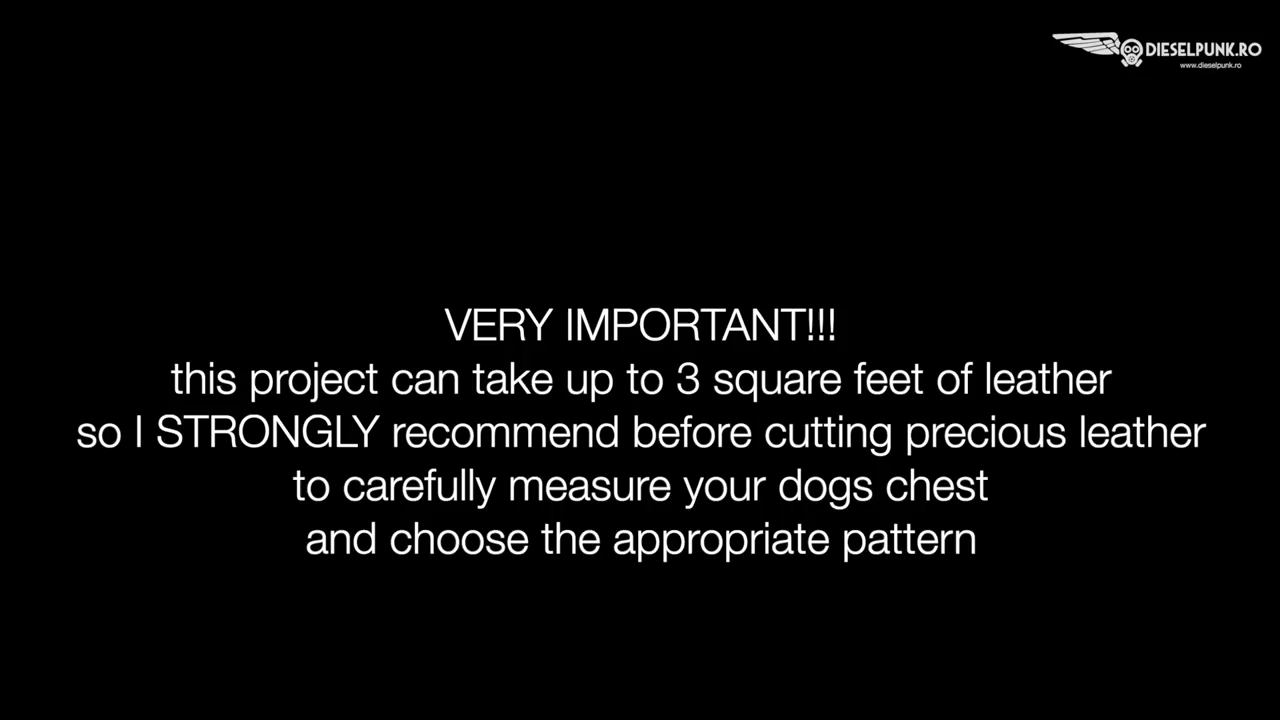 DIESELPUNK.RO
www.dieselpunk.ro
VERY IMPORTANT!!!
this project can take up to 3 square feet of leather
so I STRONGLY recommend before cutting precious leather
to carefully measure your dogs chest
and choose the appropriate pattern